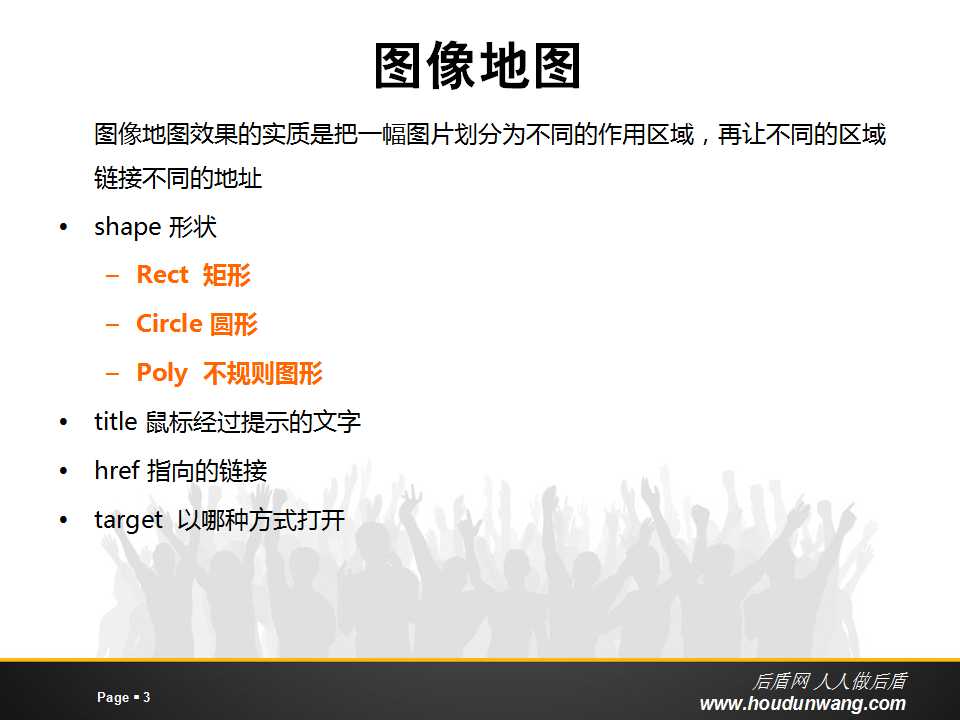 图像地图
图像地图效果的实质是把一幅图片划分为不同的作用区域，再让不同的区域
链接不同的地址
• shape 形状
– Rect 矩形
– Circle 圆形
– Poly 不规则图形
• title 鼠标经过提示的文字
• href 指向的链接
• target 以哪种方式打开
Page ▪ 3
后盾网 人人做后盾
www.houdunwang.com